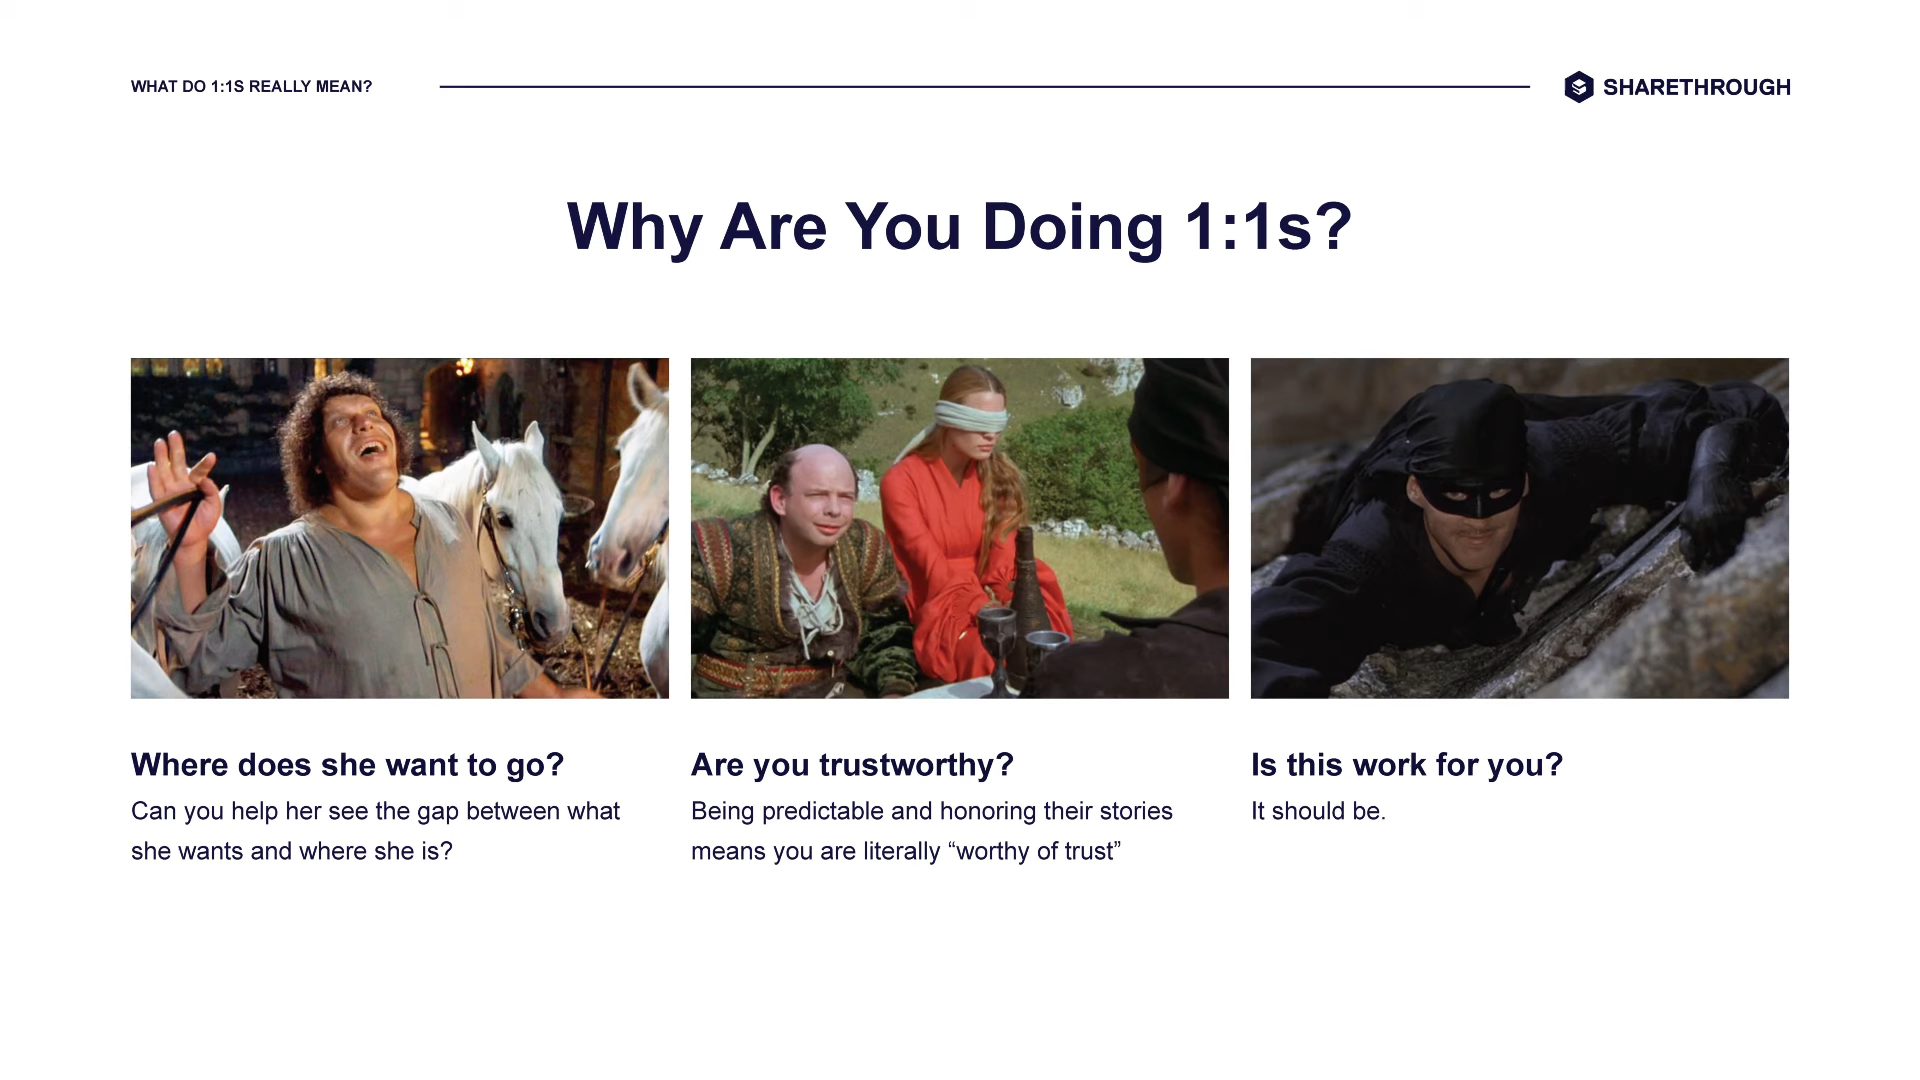 WHAT DO 1:1S REALLY MEAN?
SHARETHROUGH
Why Are You Doing 1:1s?
Where does she want to go?
Can you help her see the gap between what
she wants and where she is?
Are you trustworthy?
Being predictable and honoring their stories
means you are literally “worthy of trust”
Is this work for you?
It should be.